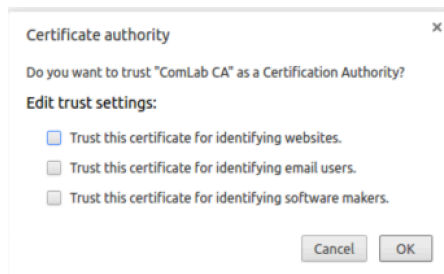 Certificate authority
Do you want to trust "ComLab CA" as a Certification Authority?
Edit trust settings:
Trust this certificate for identifying websites.
Trust this certificate for identifying email users.
Trust this certificate for identifying software makers.
Cancel OK